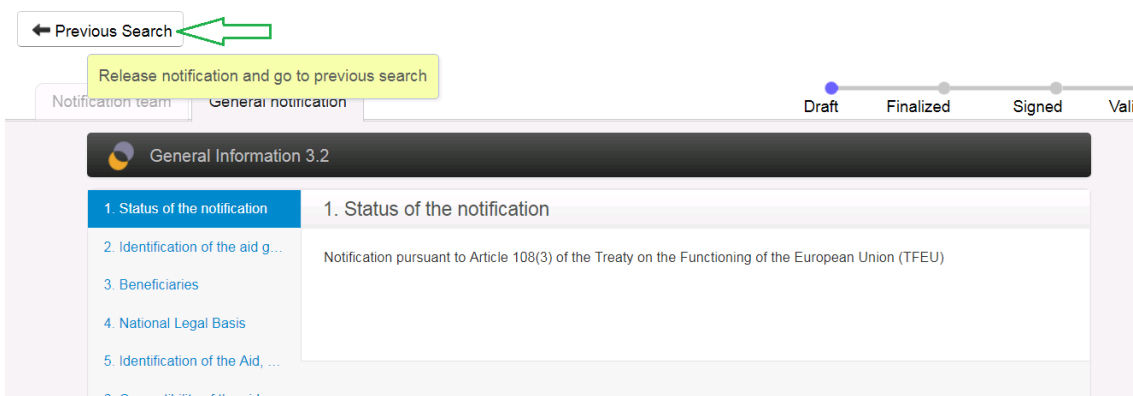 Previous Search
Release notification and go to previous search
Notification team
General notification
Draft
Finalized
Signed
Vali
General Information 3.2
1. Status of the notification
1. Status of the notification
2. Identification of the aid g...
Notification pursuant to Article 108(3) of the Treaty on the Functioning of the European Union (TFEU)
3. Beneficiaries
4. National Legal Basis
5. Identification of the Aid, ...